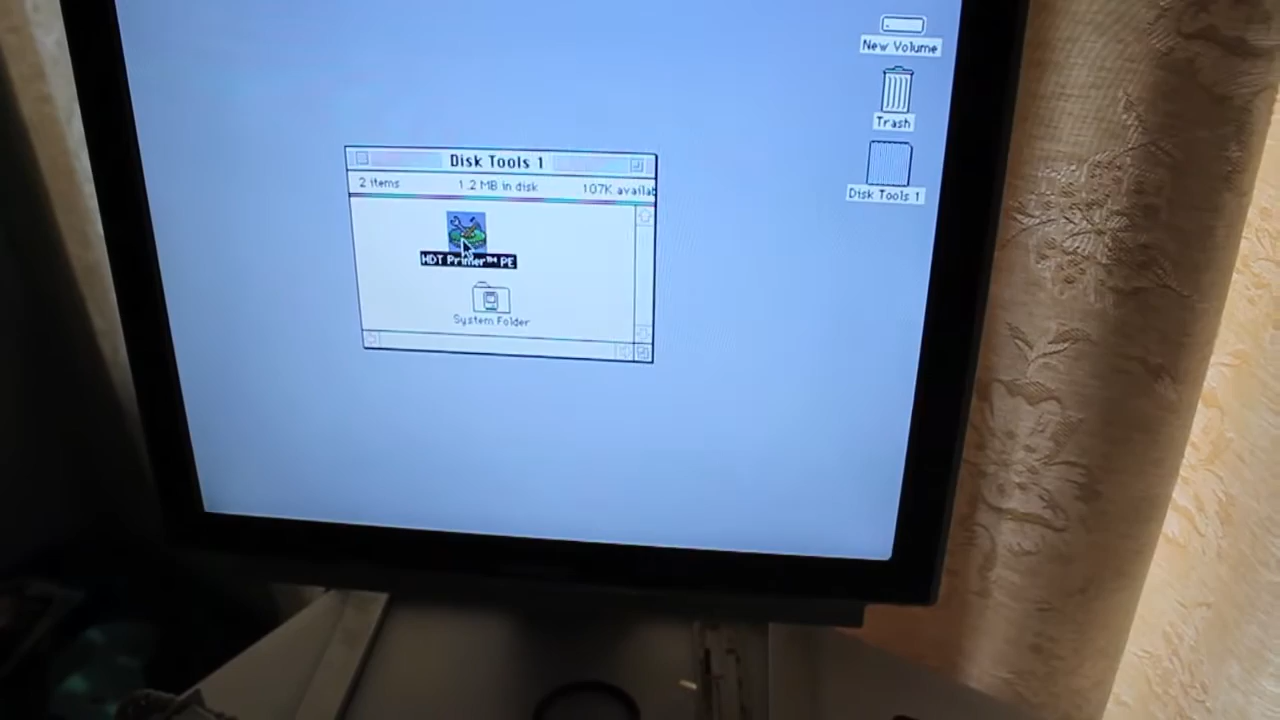 New Volume
Trash
Disk Tools 1
Disk Tools 1
2 items
1.2 MB in disk
107K availab
HDT Primer™ PE
System Folder